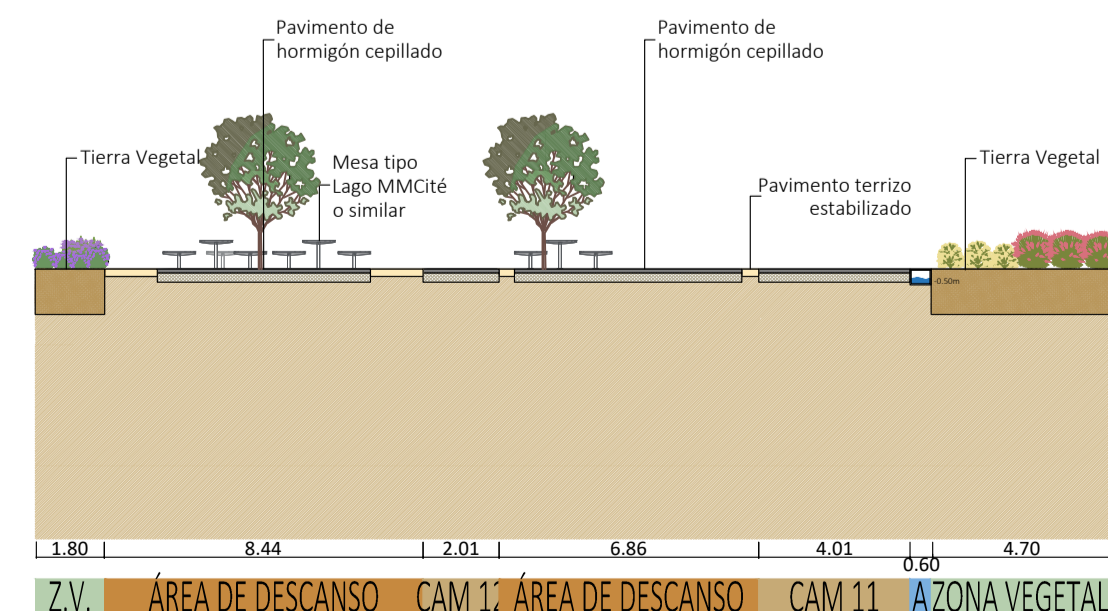 Pavimento de
hormigón cepillado
Pavimento de
hormigón cepillado
Tierra Vegetal
Mesa tipo
Lago MMCité
o similar
Tierra Vegetal
Pavimento terrizo
estabilizado
-0.50m
1.80 8.44 2.01 6.86 4.01 4.70
0.60
Z.V. ÁREA DE DESCANSO CAM 12 ÁREA DE DESCANSO CAM 11 A ZONA VEGETAL